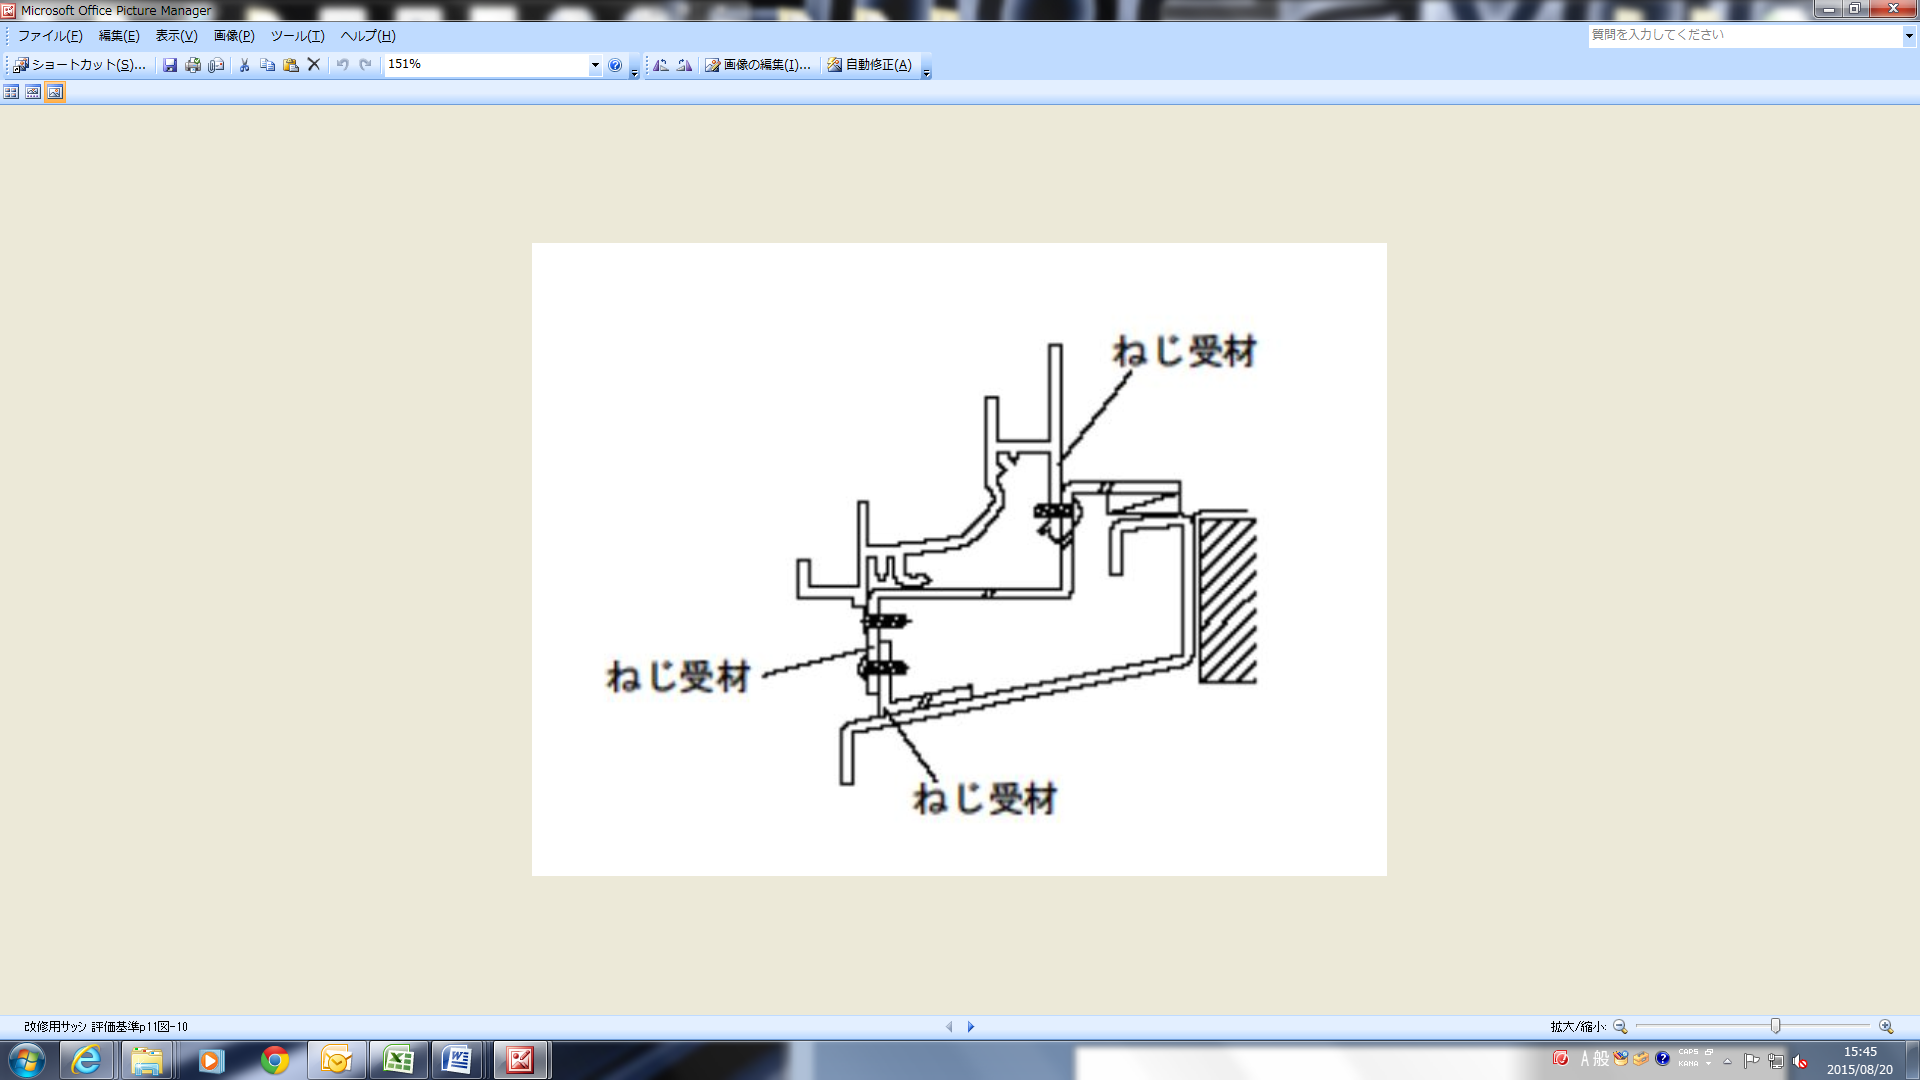 Microsoft Office Picture Manager
ファイル(F) 編集(E) 表示(V) 画像(P) ツール(T) ヘルプ(H)
質問を入力してください
ショートカット(S)... 151% 画像の編集(I)... 自動修正(A)
ねじ受材
ねじ受材
ねじ受材
改修用サッシ 評価基準p11図-10
拡大/縮小:
A 般 CAPS KANA
15:45
2015/08/20